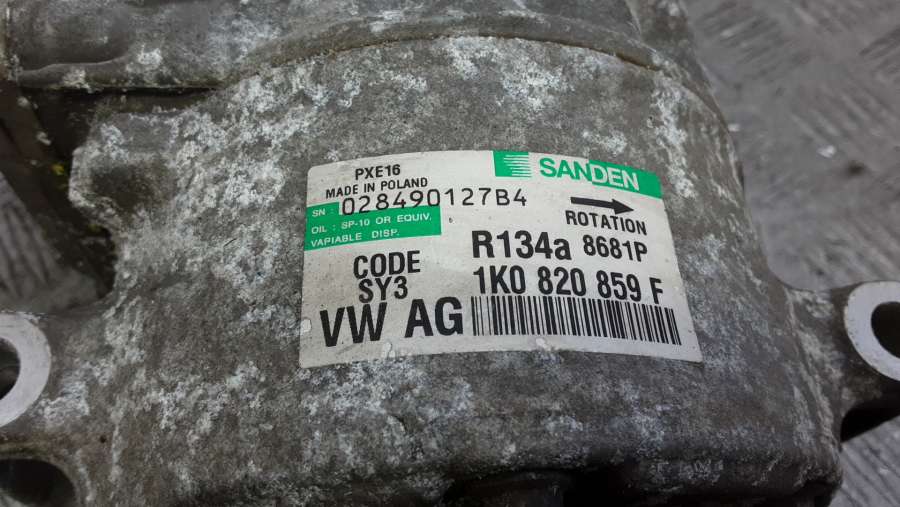 PXE16
MADE IN POLAND
SANDEN
SN : 028490127B4
OIL : SP-10 OR EQUIV.
VARIABLE DISP.
ROTATION
R134a 8681P
CODE
SY3
1K0 820 859 F
VW AG